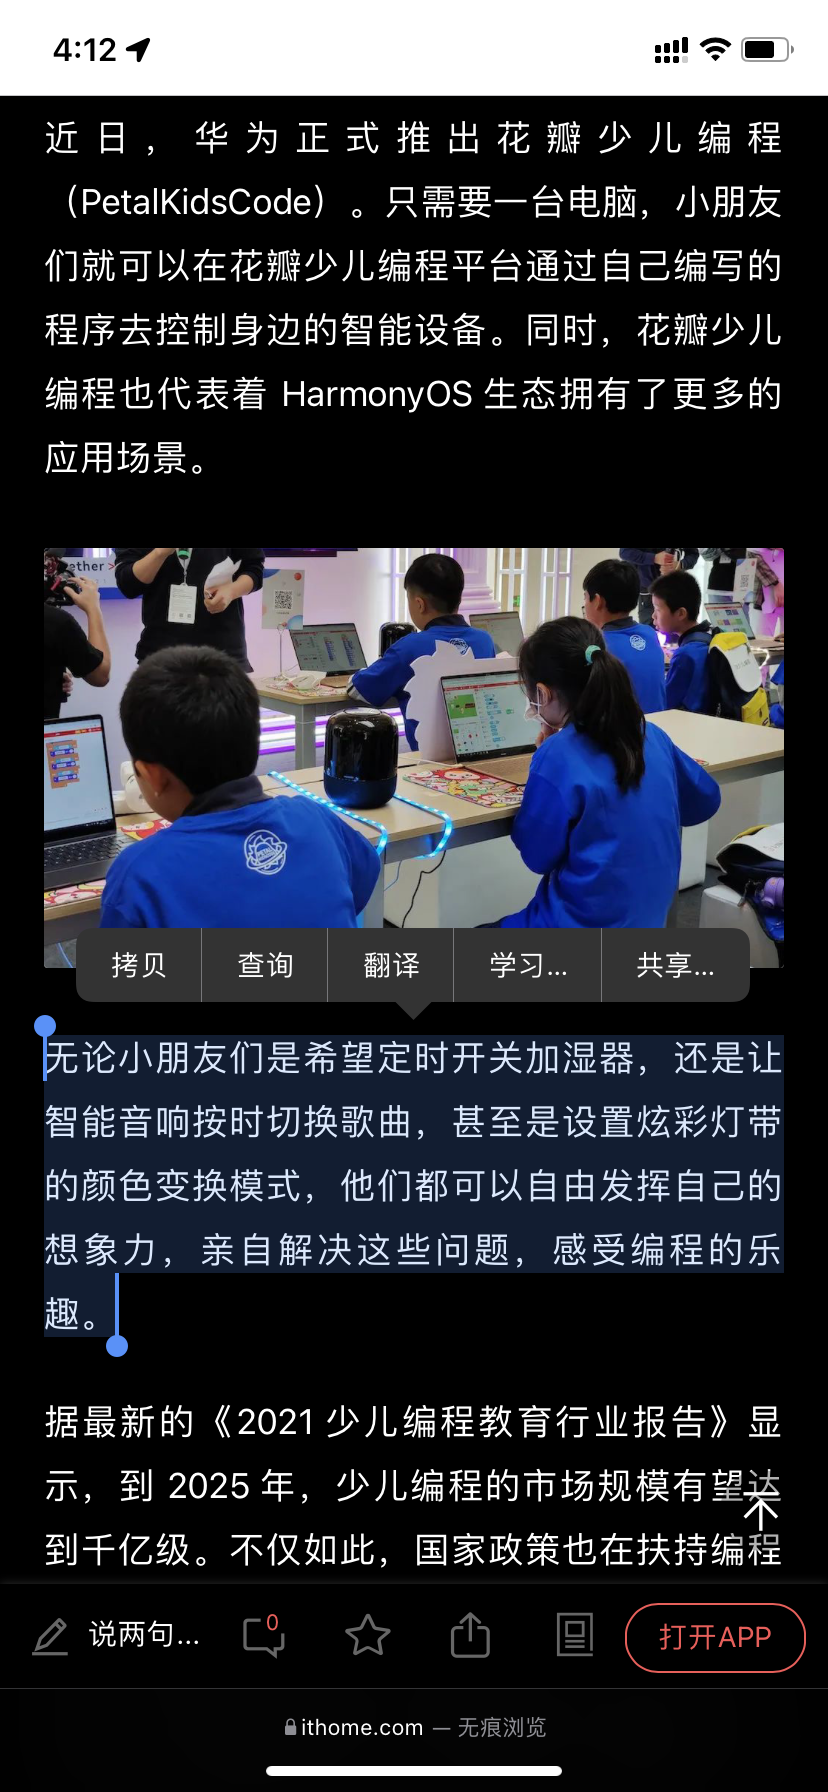 4:12
近日，华为正式推出花瓣少儿编程
（PetalKidsCode）。只需要一台电脑，小朋友
们就可以在花瓣少儿编程平台通过自己编写的
程序去控制身边的智能设备。同时，花瓣少儿
编程也代表着 HarmonyOS 生态拥有了更多的
应用场景。
ether >
拷贝
查询
翻译
学习...
共享...
无论小朋友们是希望定时开关加湿器，还是让
智能音响按时切换歌曲，甚至是设置炫彩灯带
的颜色变换模式，他们都可以自由发挥自己的
想象力，亲自解决这些问题，感受编程的乐
趣。
据最新的《2021 少儿编程教育行业报告》显
示，到 2025 年，少儿编程的市场规模有望达
到千亿级。不仅如此，国家政策也在扶持编程
说两句...
0
打开APP
ithome.com — 无痕浏览